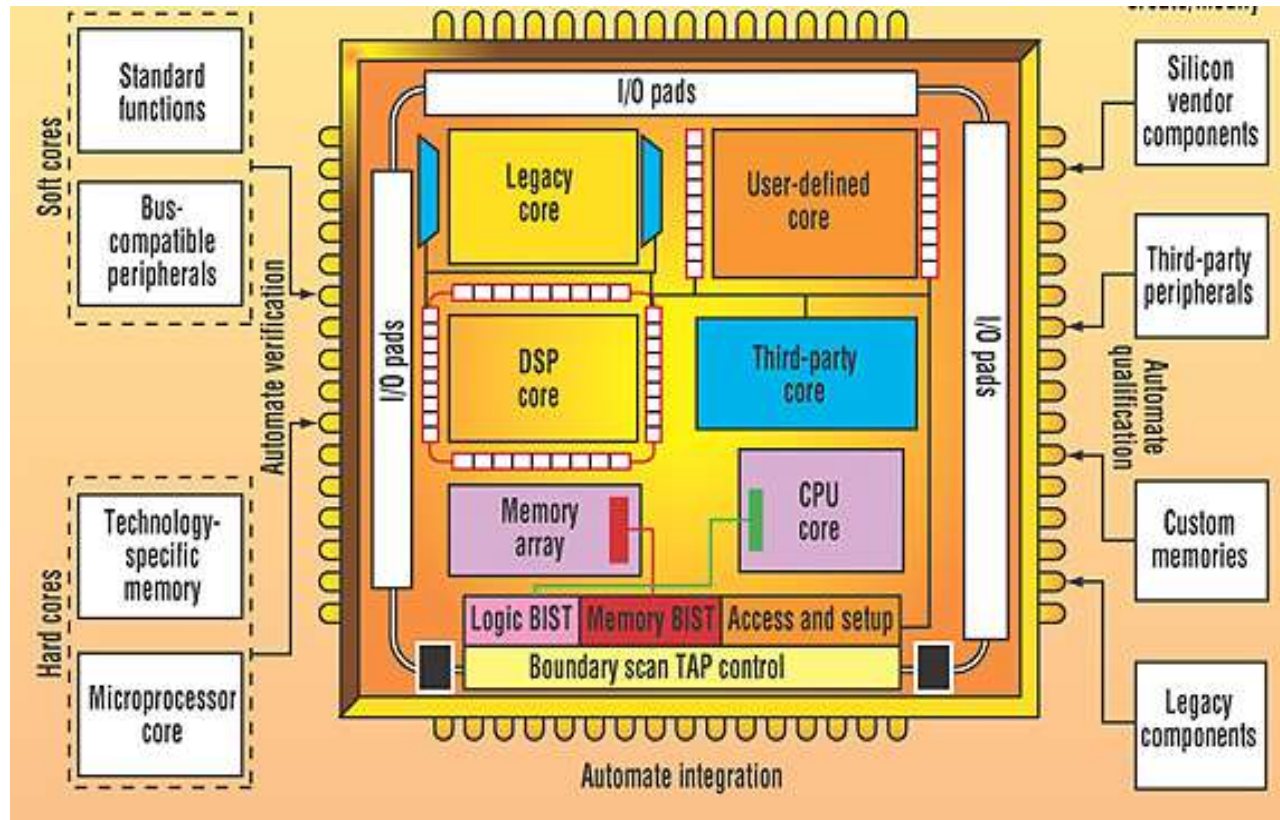 Standard
functions
Bus-
compatible
peripherals
Soft cores
Automate verification
Technology-
specific
memory
Microprocessor
core
Hard cores
I/O pads
I/O pads
I/O pads
Legacy
core
User-defined
core
DSP
core
Third-party
core
Memory
array
CPU
core
Logic BIST
Memory BIST
Access and setup
Boundary scan TAP control
Automate integration
Silicon
vendor
components
Third-party
peripherals
Automate
qualification
Custom
memories
Legacy
components